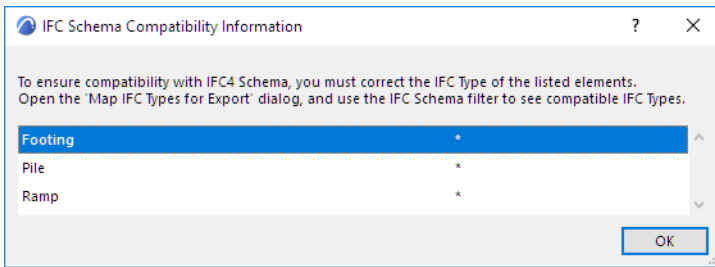 IFC Schema Compatibility Information
?
To ensure compatibility with IFC4 Schema, you must correct the IFC Type of the listed elements.
Open the 'Map IFC Types for Export' dialog, and use the IFC Schema filter to see compatible IFC Types.
Footing *
Pile *
Ramp *
OK